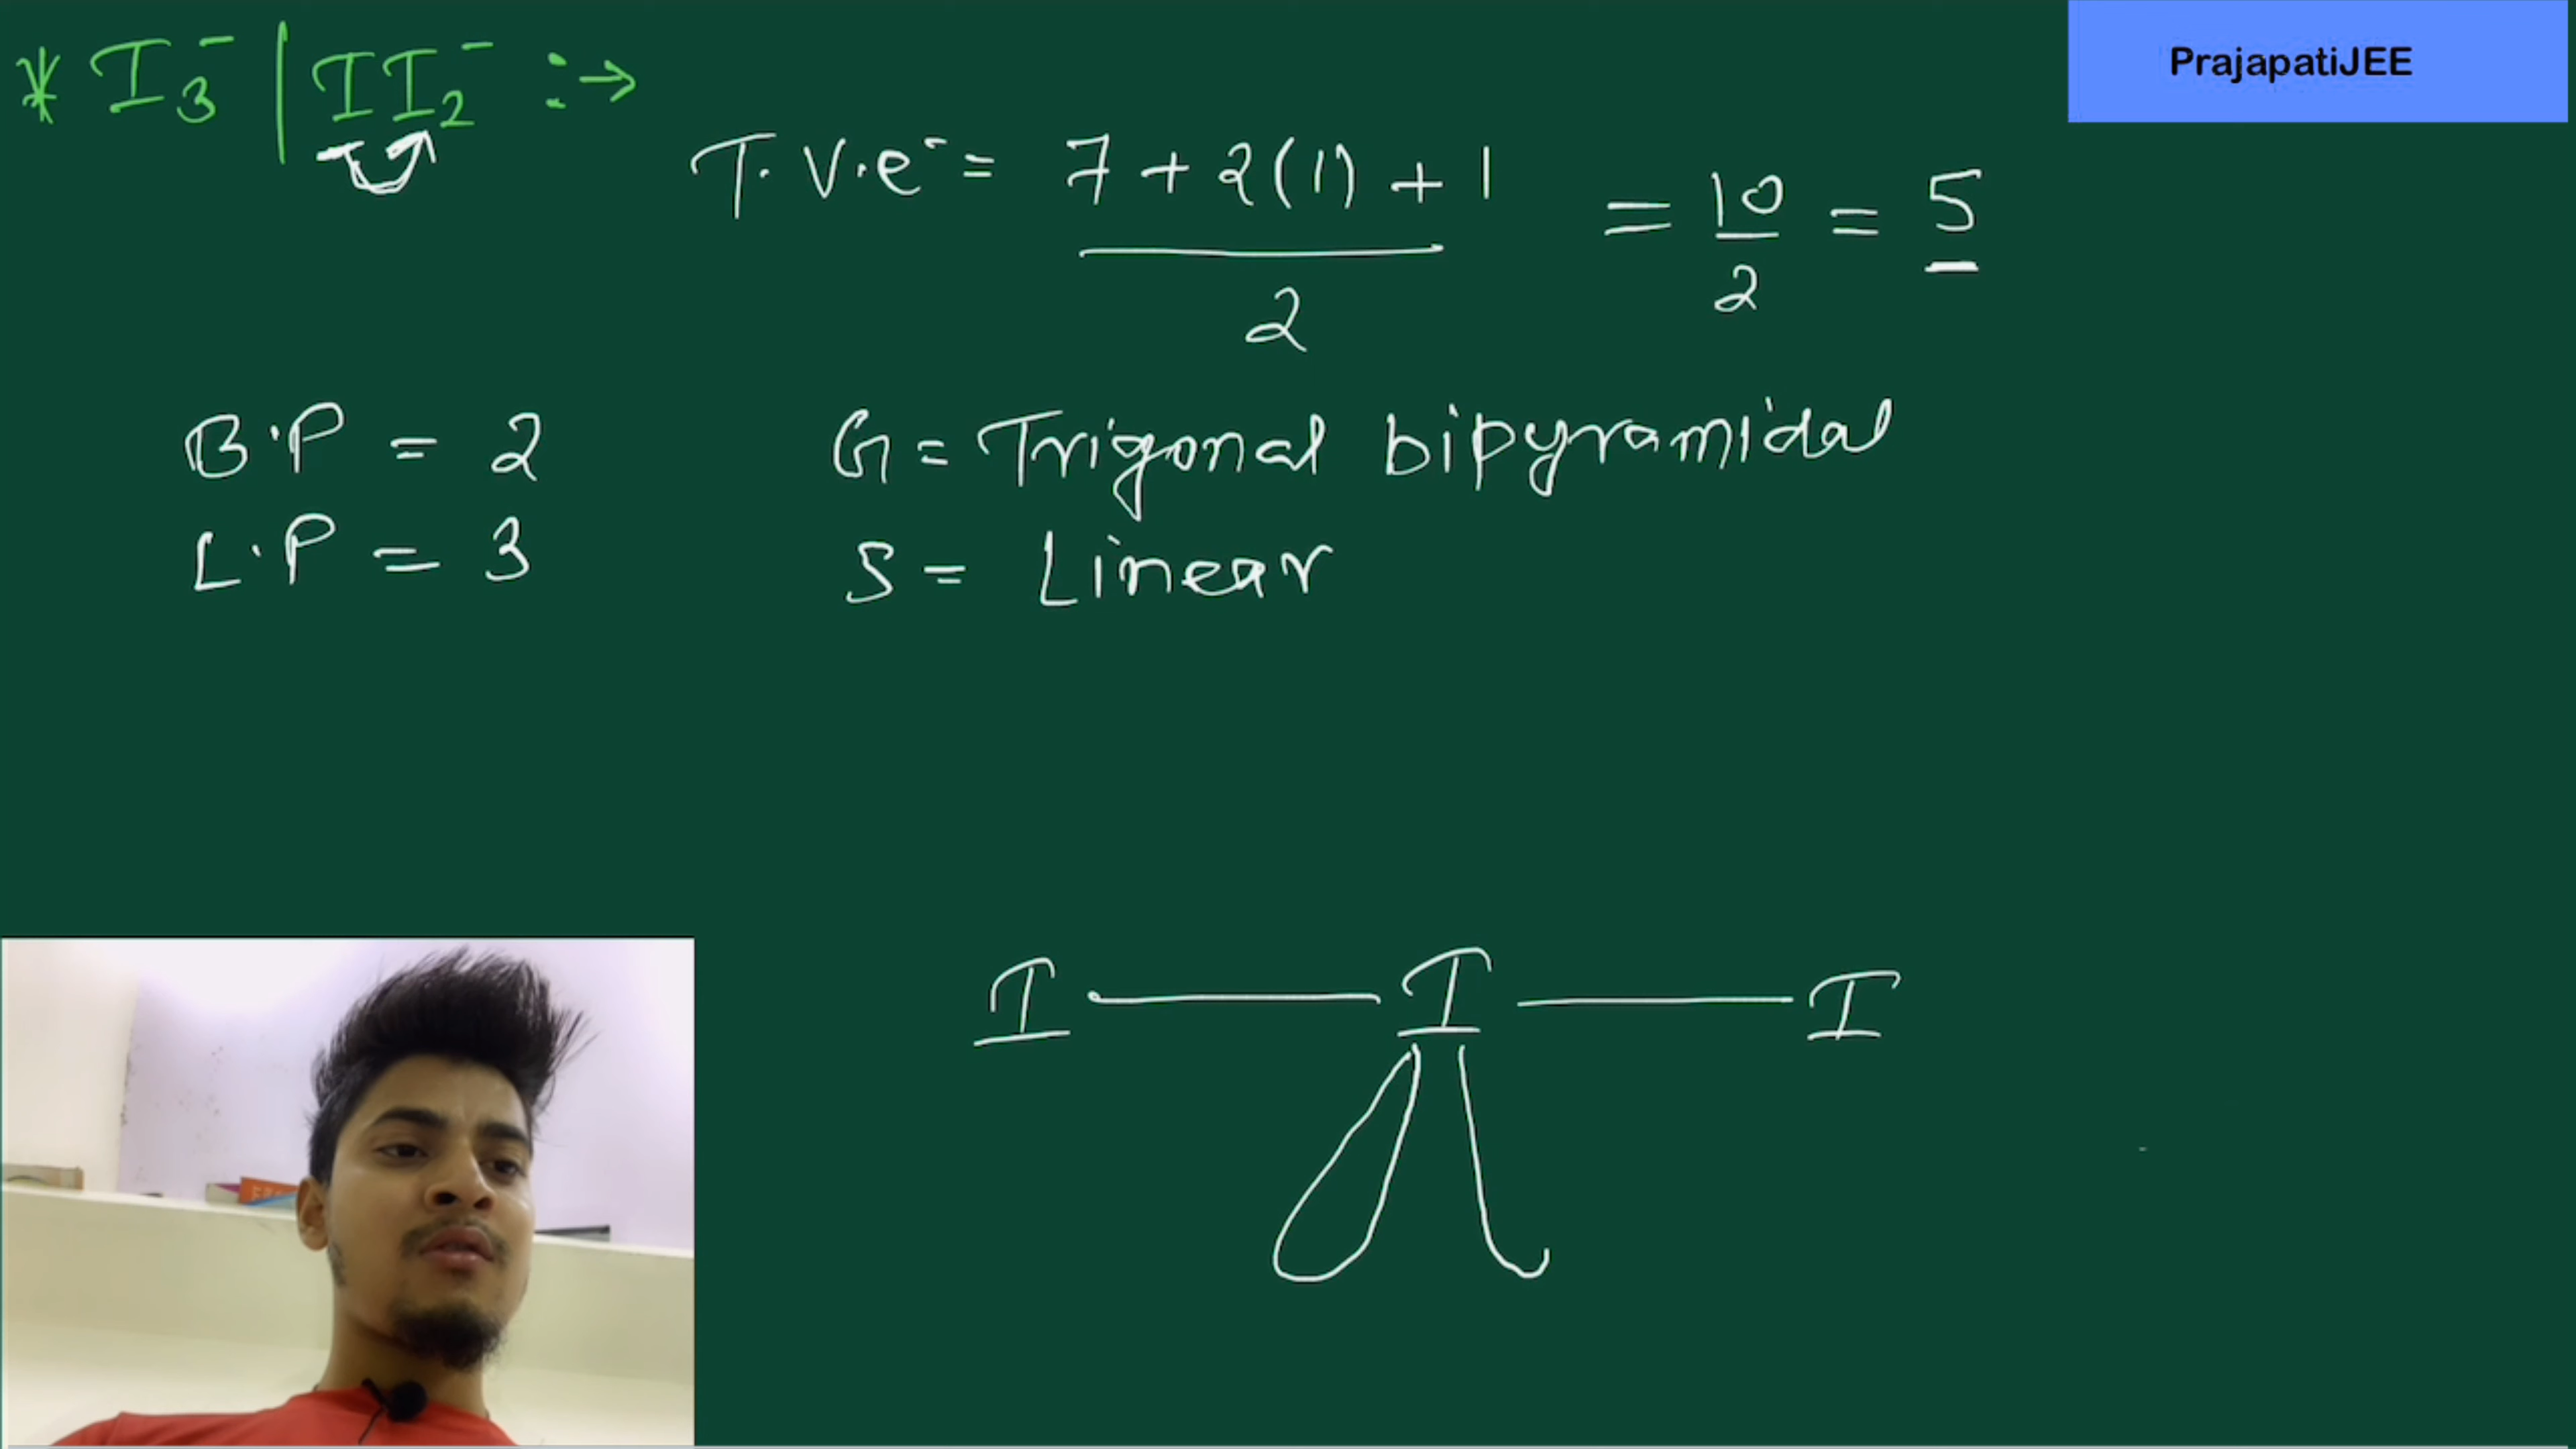 * I₃⁻ | II₂⁻ :→
PrajapatiJEE
T.V.e⁻ = 7 + 2(1) + 1 / 2 = 10/2 = 5
B.P = 2
L.P = 3
G = Trigonal bipyramidal
S = Linear
I — I — I